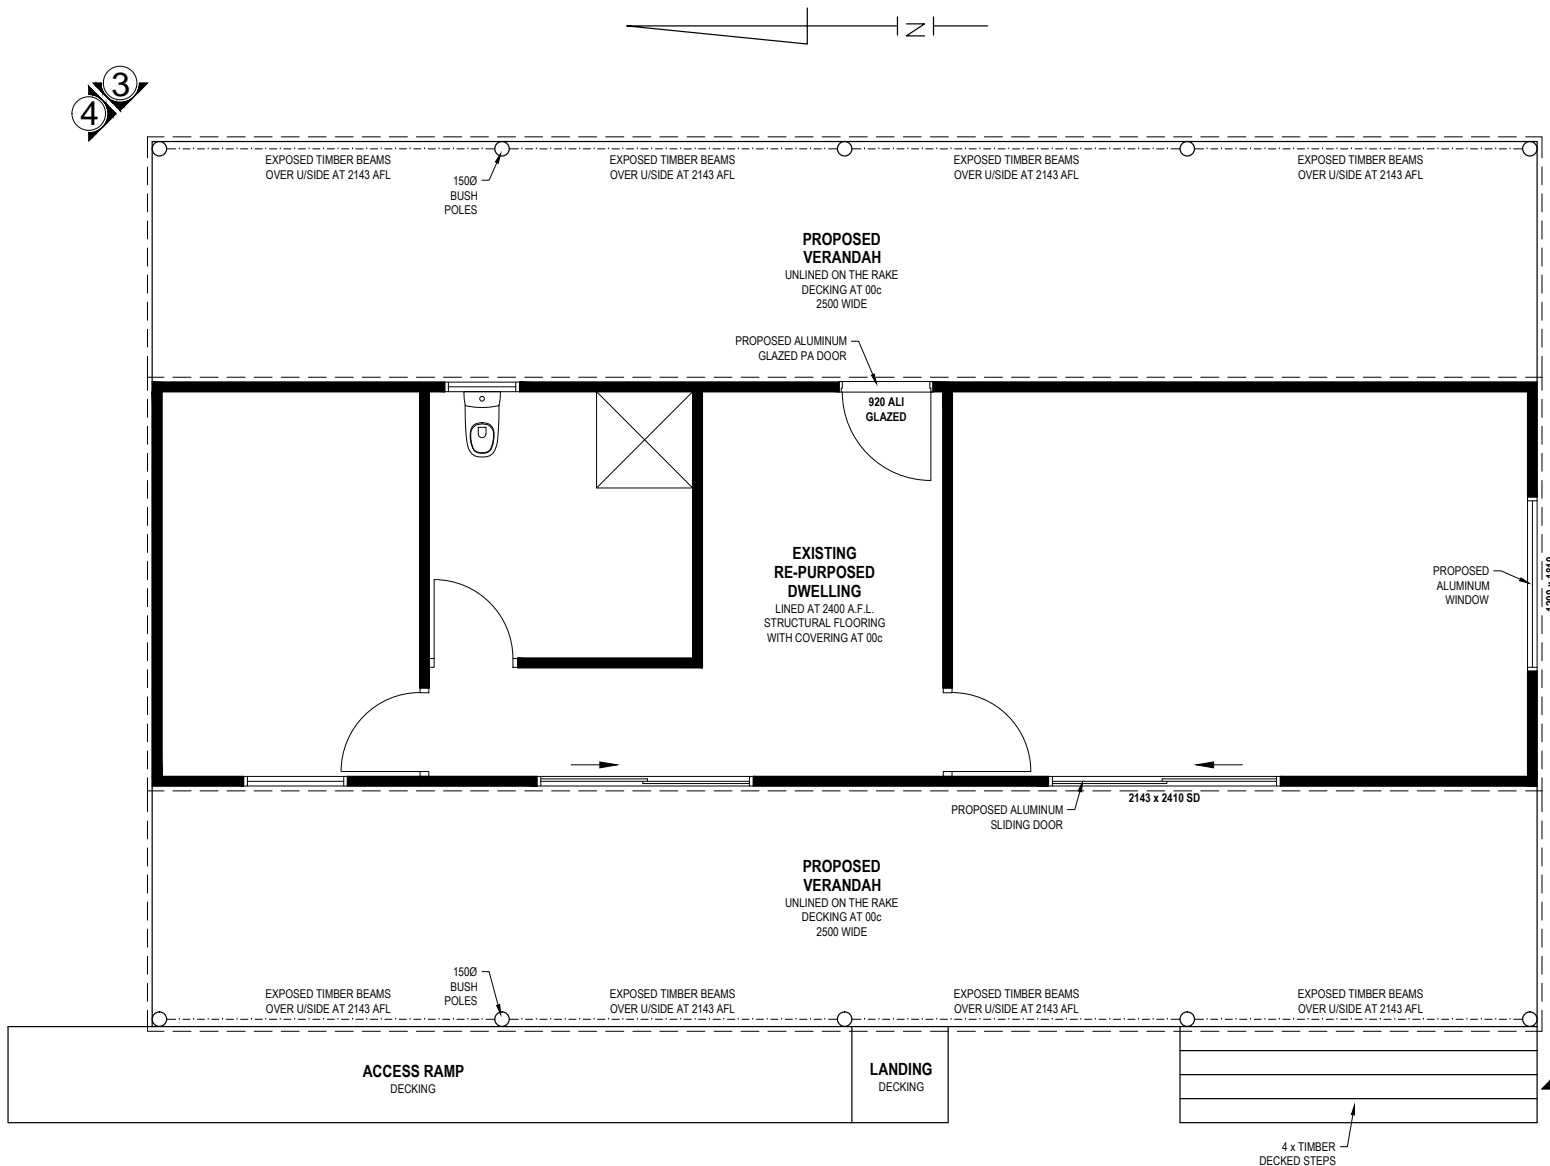 N
3
4
EXPOSED TIMBER BEAMS
OVER U/SIDE AT 2143 AFL
EXPOSED TIMBER BEAMS
OVER U/SIDE AT 2143 AFL
EXPOSED TIMBER BEAMS
OVER U/SIDE AT 2143 AFL
EXPOSED TIMBER BEAMS
OVER U/SIDE AT 2143 AFL
150Ø
BUSH
POLES
PROPOSED
VERANDAH
UNLINED ON THE RAKE
DECKING AT 00c
2500 WIDE
PROPOSED ALUMINUM
GLAZED PA DOOR
920 ALI
GLAZED
EXISTING
RE-PURPOSED
DWELLING
LINED AT 2400 A.F.L.
STRUCTURAL FLOORING
WITH COVERING AT 00c
PROPOSED
ALUMINUM
WINDOW
PROPOSED ALUMINUM
SLIDING DOOR
2143 x 2410 SD
PROPOSED
VERANDAH
UNLINED ON THE RAKE
DECKING AT 00c
2500 WIDE
150Ø
BUSH
POLES
EXPOSED TIMBER BEAMS
OVER U/SIDE AT 2143 AFL
EXPOSED TIMBER BEAMS
OVER U/SIDE AT 2143 AFL
EXPOSED TIMBER BEAMS
OVER U/SIDE AT 2143 AFL
EXPOSED TIMBER BEAMS
OVER U/SIDE AT 2143 AFL
ACCESS RAMP
DECKING
LANDING
DECKING
4 x TIMBER
DECKED STEPS